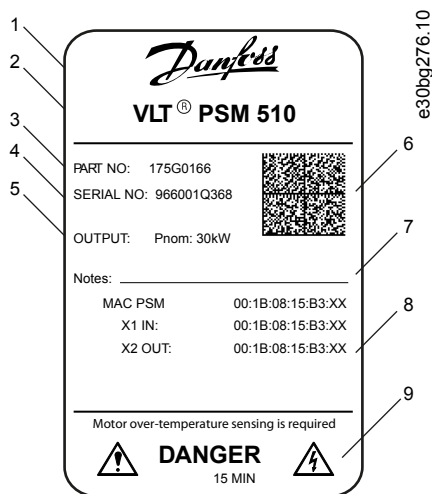 1
2
3
4
5
6
7
8
9
e30bg276.10
Danfoss
VLT ® PSM 510
PART NO: 175G0166
SERIAL NO: 966001Q368
OUTPUT: Pnom: 30kW
Notes:
MAC PSM 00:1B:08:15:B3:XX
X1 IN: 00:1B:08:15:B3:XX
X2 OUT: 00:1B:08:15:B3:XX
Motor over-temperature sensing is required
DANGER
15 MIN